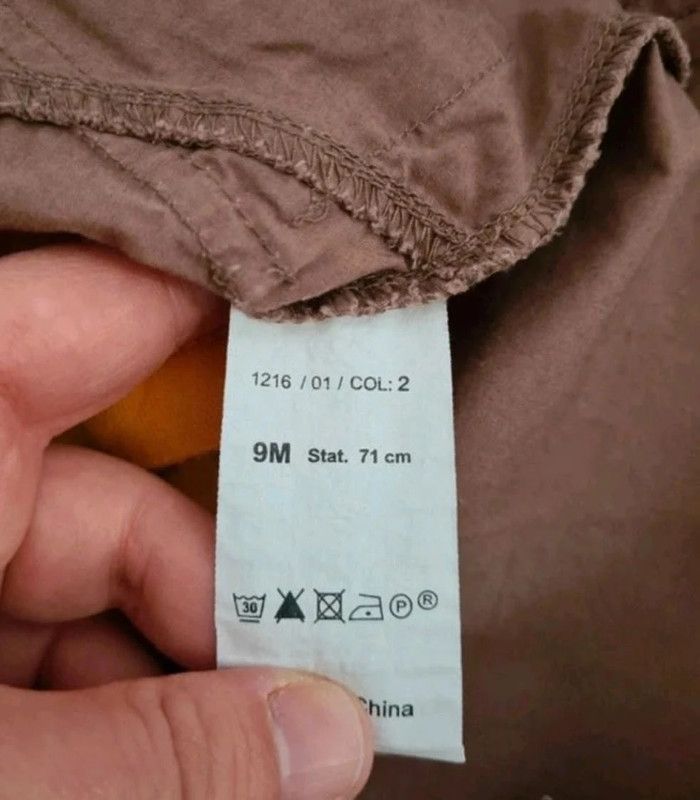 1216 / 01 / COL: 2
9M Stat. 71 cm
30 P ®
China